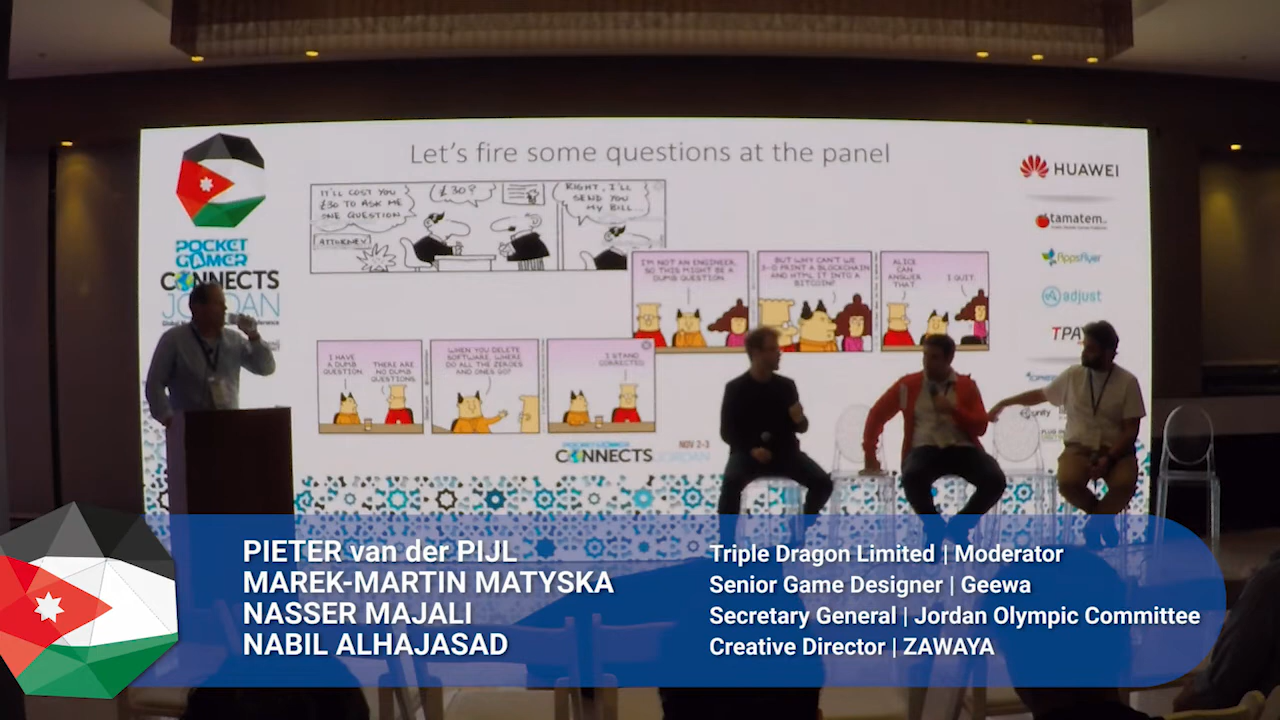 Let's fire some questions at the panel
HUAWEI
tamatem
AppsFlyer
adjust
TPAY
unity
POCKET
GAMER
CONNECTS
JORDAN
IT'LL COST YOU
£30 TO ASK ME
ONE QUESTION
ATTORNEY
£30?
RIGHT, I'LL
SEND YOU
MY BILL...
I'M NOT AN ENGINEER,
SO THIS MIGHT BE A
DUMB QUESTION.
BUT WHY CAN'T WE
3-D PRINT A BLOCKCHAIN
AND HTML IT INTO A
BITCOIN?
ALICE
CAN
ANSWER
THAT.
I QUIT.
I HAVE
A DUMB
QUESTION.
THERE ARE
NO DUMB
QUESTIONS.
WHEN YOU DELETE
SOFTWARE, WHERE
DO ALL THE ZEROES
AND ONES GO?
I STAND
CORRECTED.
POCKET GAMER
CONNECTS
JORDAN
NOV 2-3
PIETER van der PIJL
Triple Dragon Limited | Moderator
MAREK-MARTIN MATYSKA
Senior Game Designer | Geewa
NASSER MAJALI
Secretary General | Jordan Olympic Committee
NABIL ALHAJASAD
Creative Director | ZAWAYA